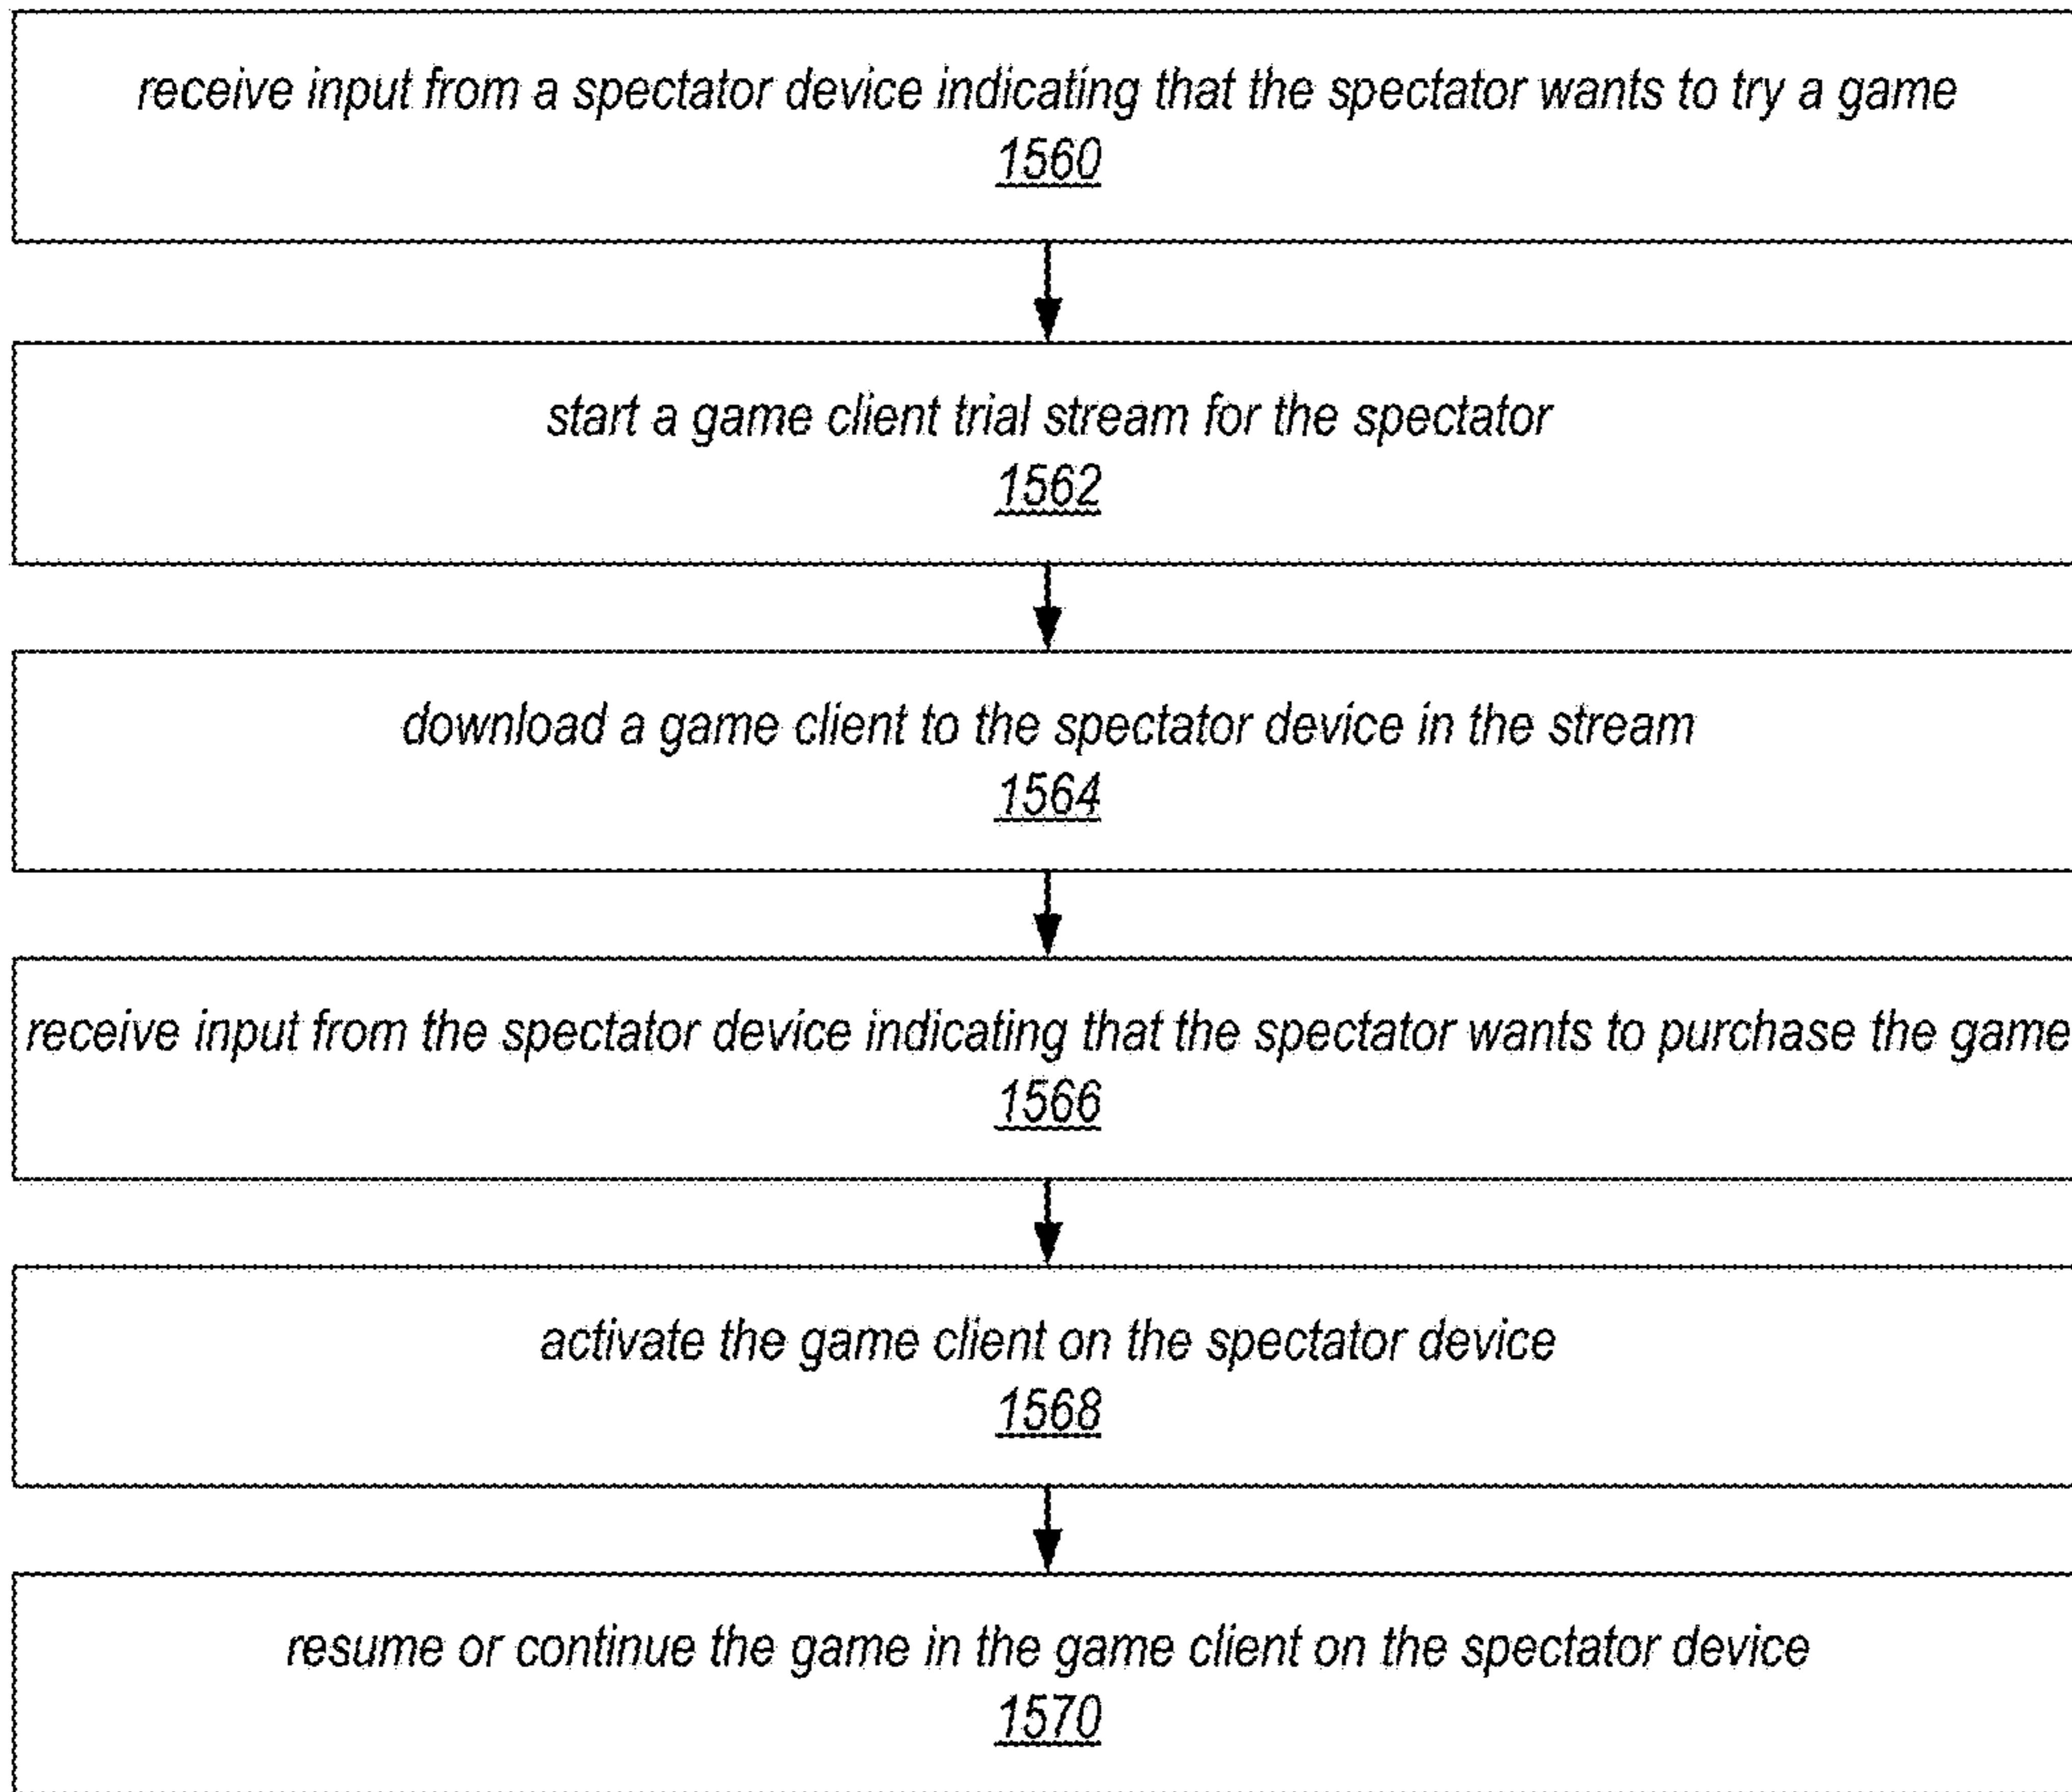 receive input from a spectator device indicating that the spectator wants to try a game
1560
start a game client trial stream for the spectator
1562
download a game client to the spectator device in the stream
1564
receive input from the spectator device indicating that the spectator wants to purchase the game
1566
activate the game client on the spectator device
1568
resume or continue the game in the game client on the spectator device
1570